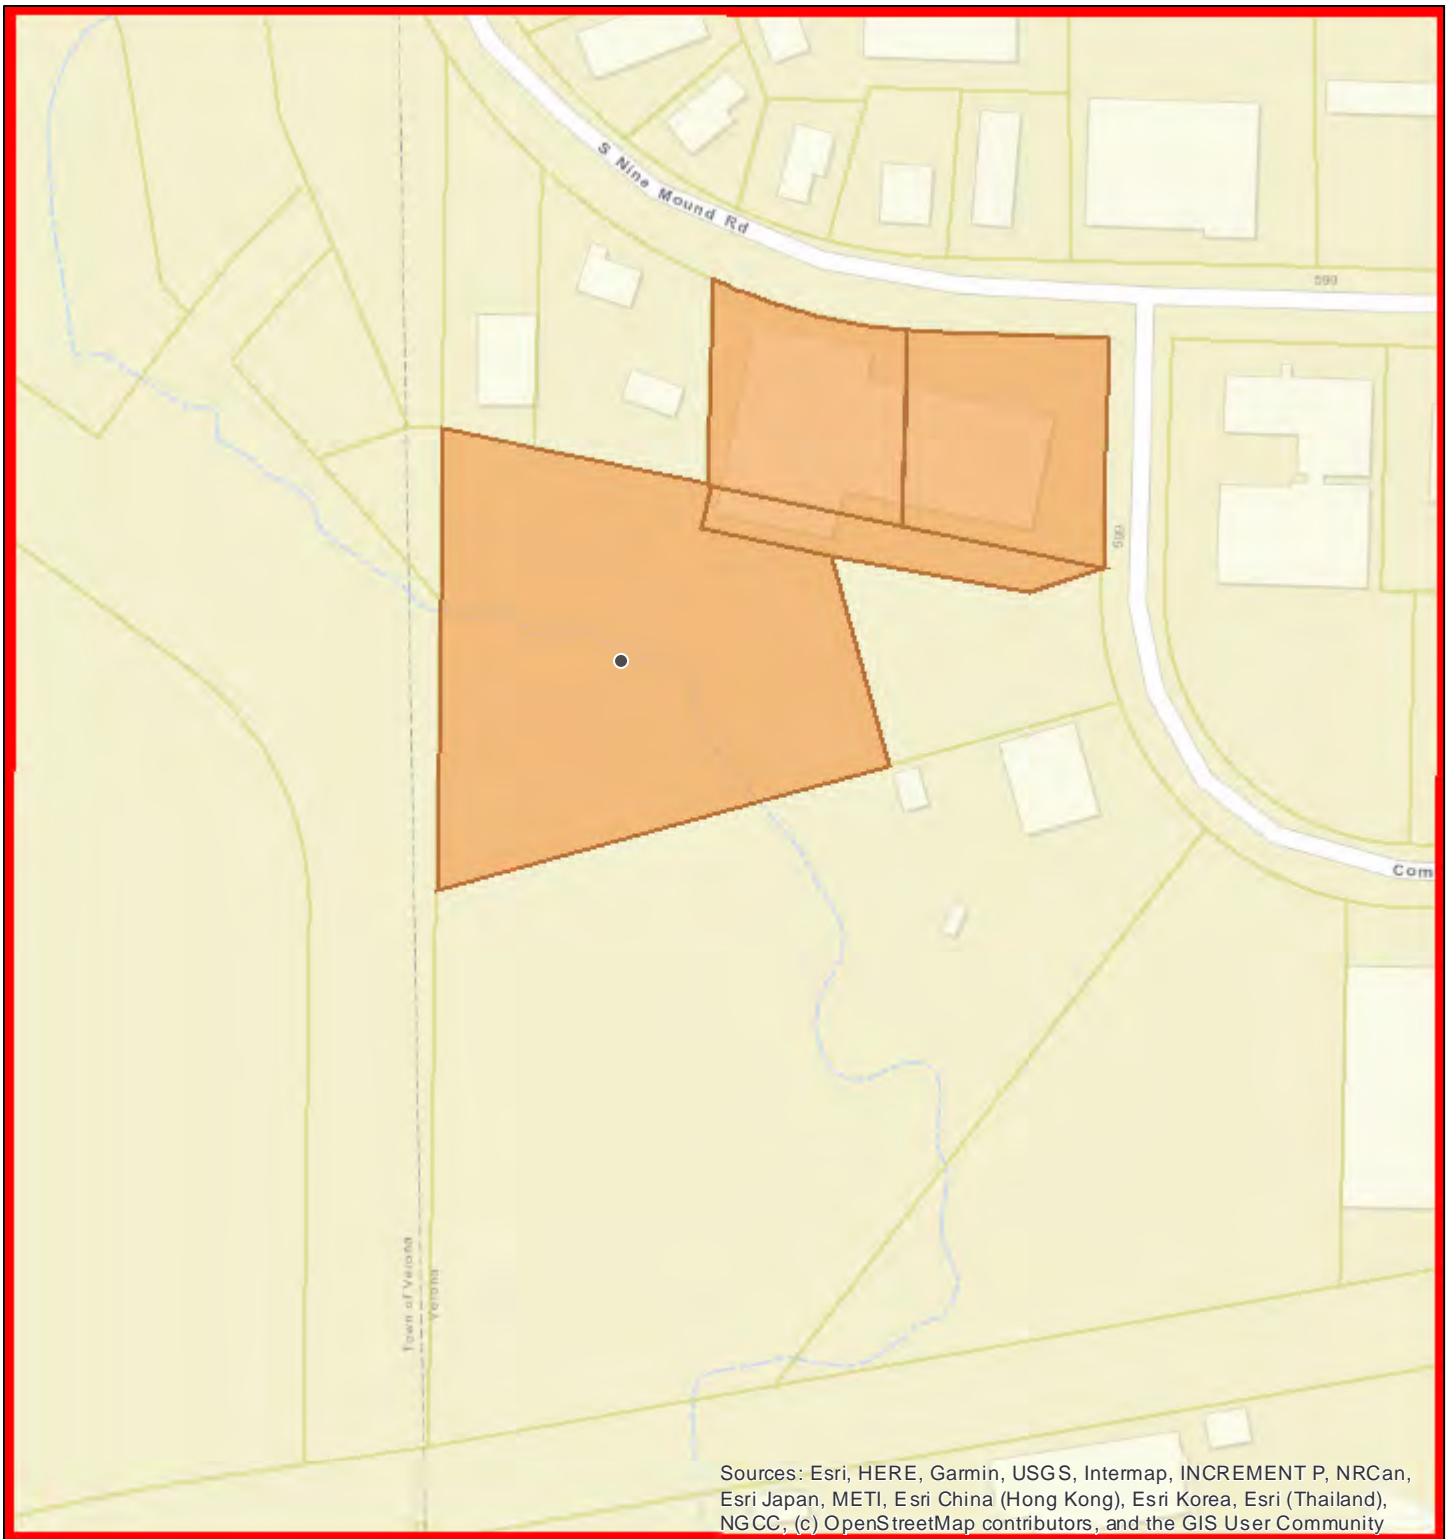 S Nine Mound Rd
599
599
Com
Town of Verona
Verona
Sources: Esri, HERE, Garmin, USGS, Intermap, INCREMENT P, NRCan,
Esri Japan, METI, Esri China (Hong Kong), Esri Korea, Esri (Thailand),
NGCC, (c) OpenStreetMap contributors, and the GIS User Community